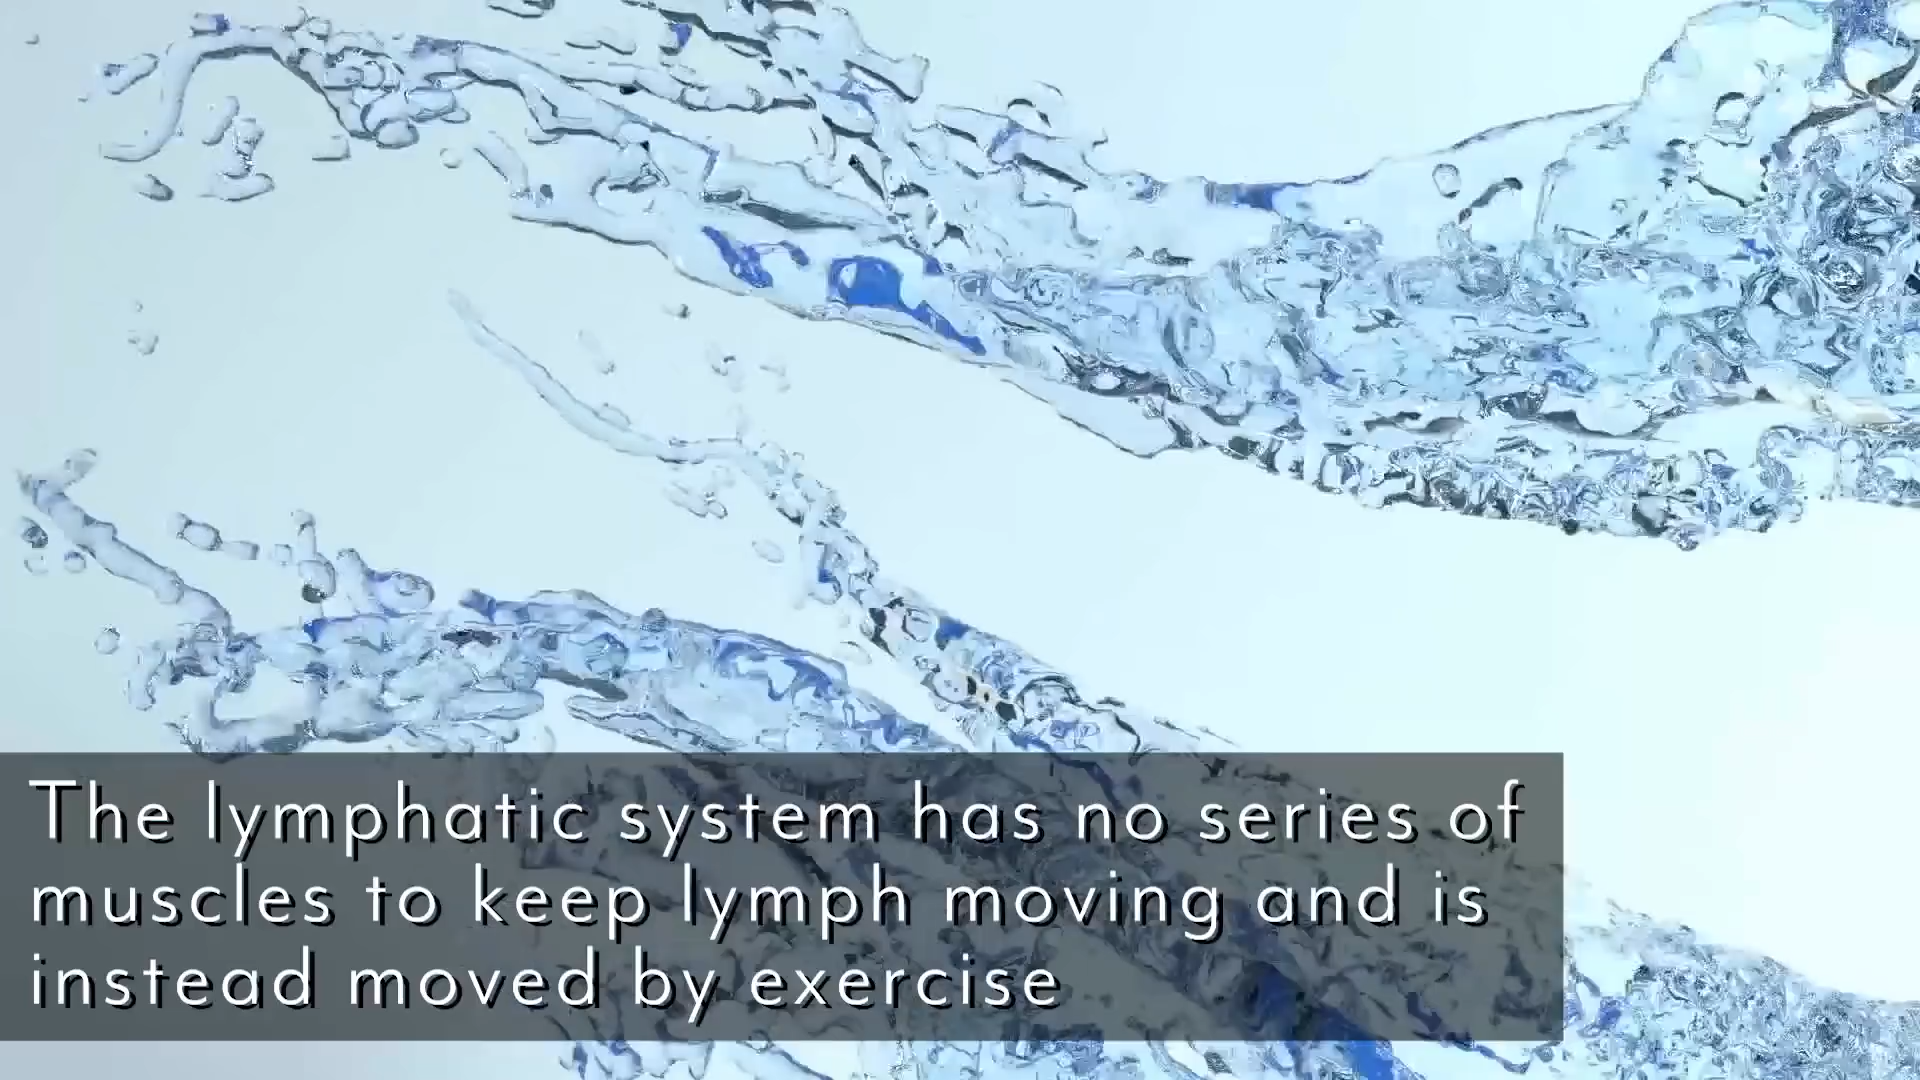 The lymphatic system has no series of
muscles to keep lymph moving and is
instead moved by exercise